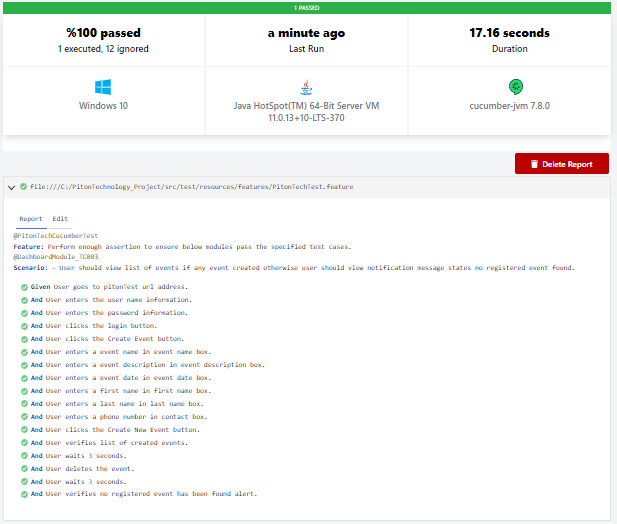 1 PASSED
%100 passed
1 executed, 12 ignored
a minute ago
Last Run
17.16 seconds
Duration
Windows 10
Java HotSpot(TM) 64-Bit Server VM
11.0.13+10-LTS-370
cucumber-jvm 7.8.0
Delete Report
file:///C:/PitonTechnology_Project/src/test/resources/features/PitonTechTest.feature
Report Edit
@PitonTechCucumberTest
Feature: Perform enough assertion to ensure below modules pass the specified test cases.
@DashboardModule_TC003
Scenario: - User should view list of events if any event created otherwise user should view notification message states no registered event found.
Given User goes to pitonTest url address.
And User enters the user name information.
And User enters the password information.
And User clicks the login button.
And User clicks the Create Event button.
And User enters a event name in event name box.
And User enters a event description in event description box.
And User enters a event date in event date box.
And User enters a first name in first name box.
And User enters a last name in last name box.
And User enters a phone number in contact box.
And User clicks the Create New Event button.
And User verifies list of created events.
And User waits 3 seconds.
And User deletes the event.
And User waits 3 seconds.
And User verifies no registered event has been found alert.